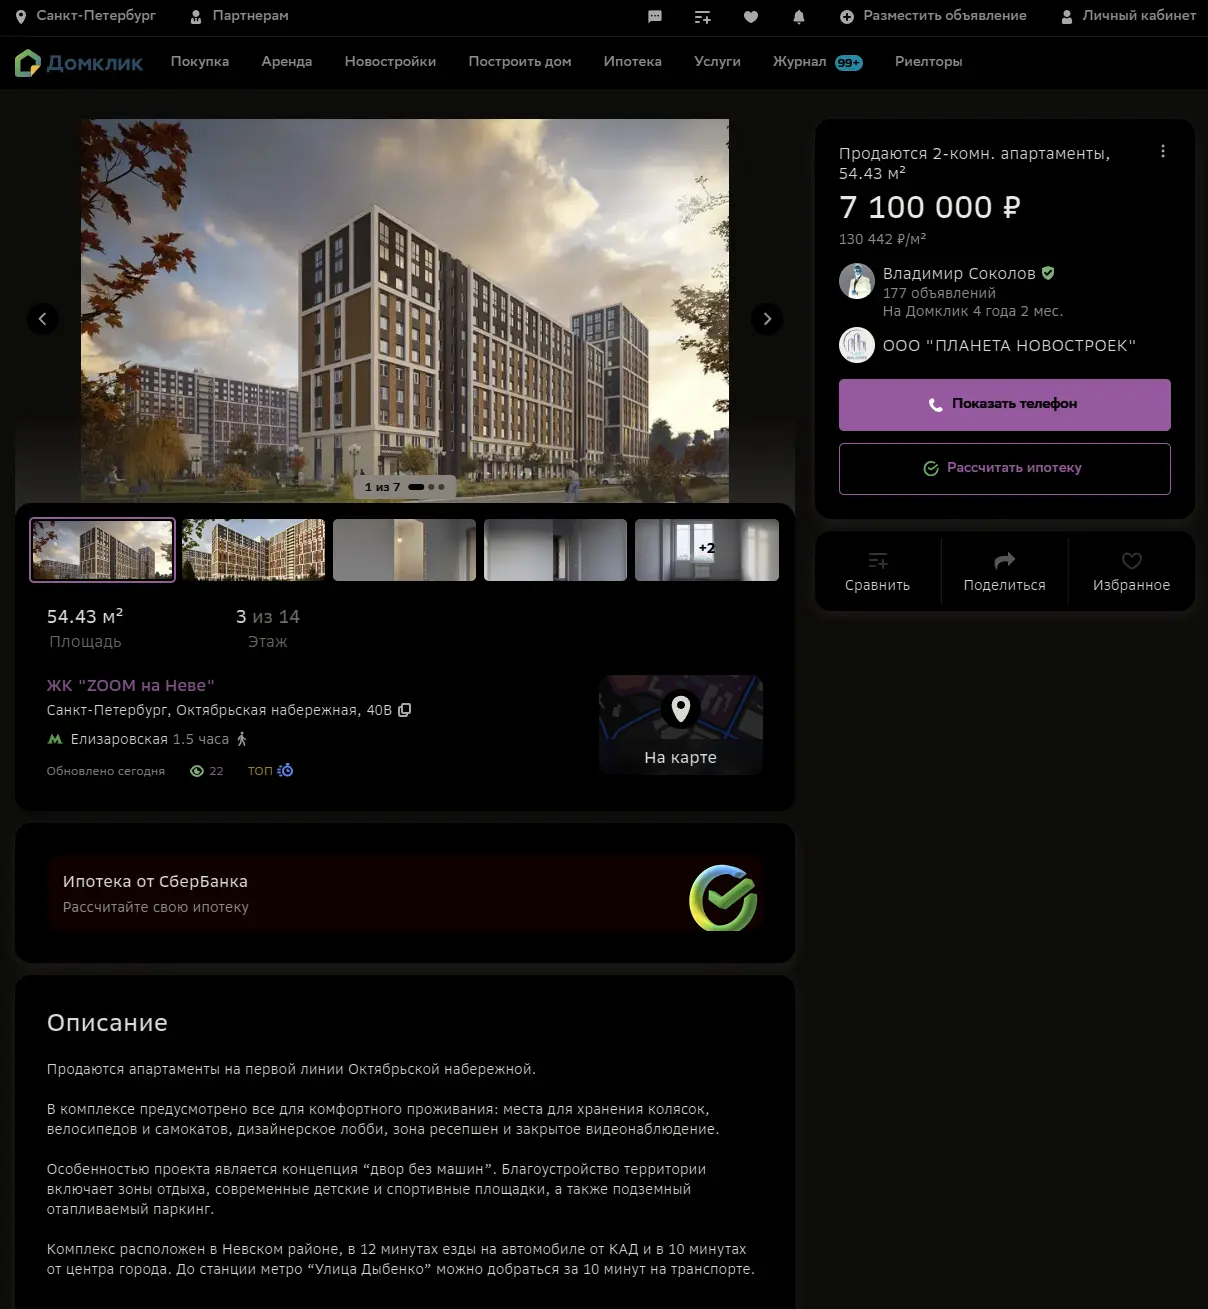 Санкт-Петербург
Партнерам
Разместить объявление
Личный кабинет
Домклик
Покупка
Аренда
Новостройки
Построить дом
Ипотека
Услуги
Журнал 99+
Риелторы
1 из 7
+2
54.43 м²
Площадь
3 из 14
Этаж
ЖК "ZOOM на Неве"
Санкт-Петербург, Октябрьская набережная, 40В
Елизаровская 1.5 часа
Обновлено сегодня
22
ТОП
На карте
Ипотека от СберБанка
Рассчитайте свою ипотеку
Описание
Продаются апартаменты на первой линии Октябрьской набережной.
В комплексе предусмотрено все для комфортного проживания: места для хранения колясок,
велосипедов и самокатов, дизайнерское лобби, зона ресепшен и закрытое видеонаблюдение.
Особенностью проекта является концепция “двор без машин”. Благоустройство территории
включает зоны отдыха, современные детские и спортивные площадки, а также подземный
отапливаемый паркинг.
Комплекс расположен в Невском районе, в 12 минутах езды на автомобиле от КАД и в 10 минутах
от центра города. До станции метро “Улица Дыбенко” можно добраться за 10 минут на транспорте.
Продаются 2-комн. апартаменты,
54.43 м²
7 100 000 ₽
130 442 ₽/м²
Владимир Соколов
177 объявлений
На Домклик 4 года 2 мес.
ООО "ПЛАНЕТА НОВОСТРОЕК"
Показать телефон
Рассчитать ипотеку
Сравнить
Поделиться
Избранное